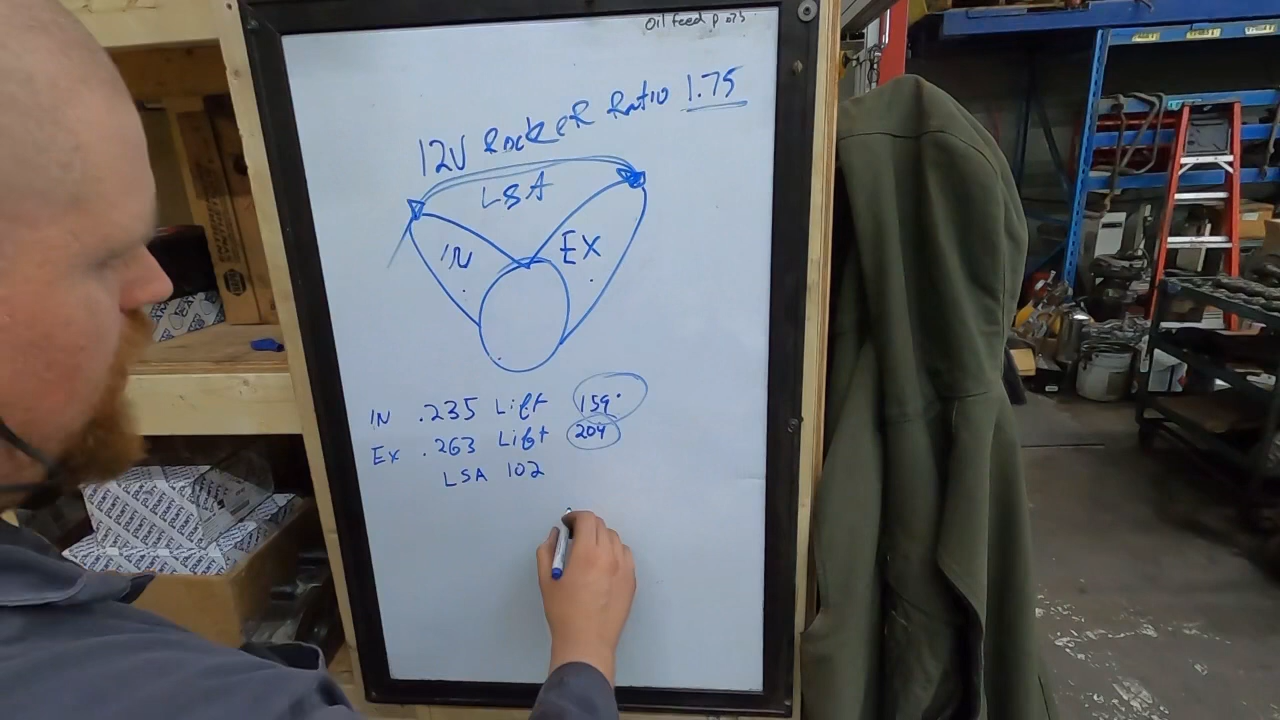 Oil feed
12V Rocker Ratio 1.75
LSA
IN
EX
IN .235 Lift 159°
Ex .263 Lift 204
LSA 102